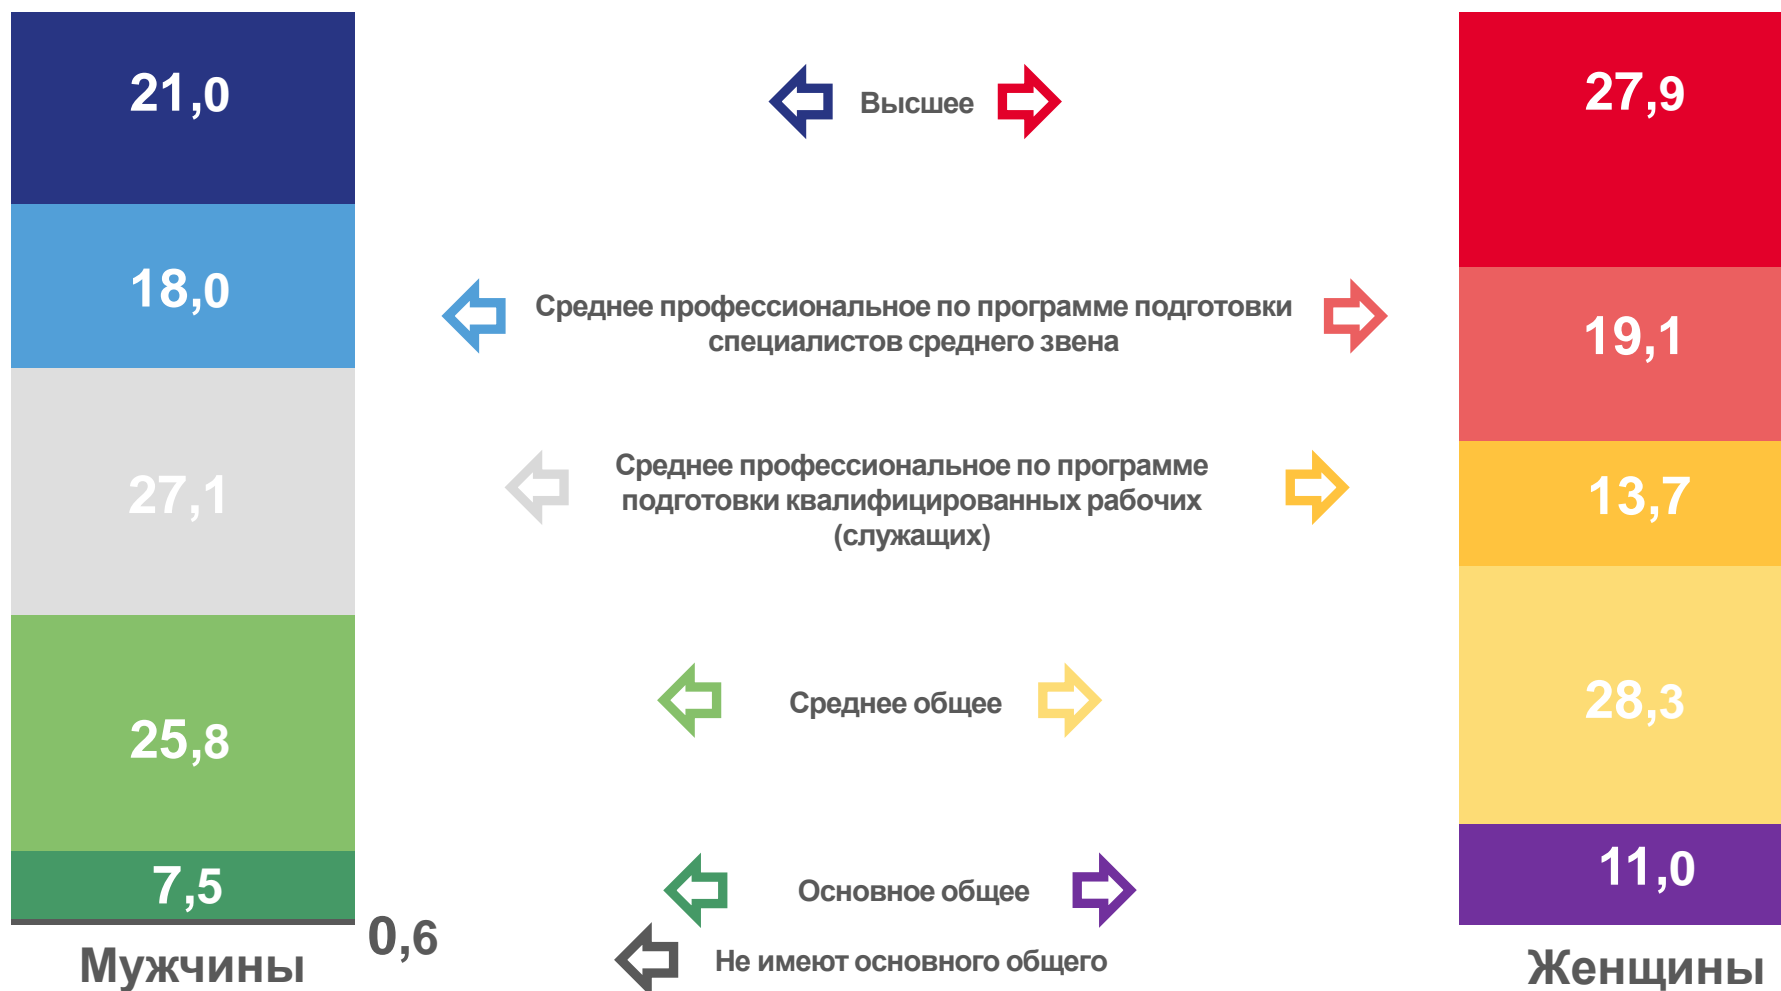 21,0
Высшее
27,9
18,0
Среднее профессиональное по программе подготовки
специалистов среднего звена
19,1
27,1
Среднее профессиональное по программе
подготовки квалифицированных рабочих
(служащих)
13,7
25,8
Среднее общее
28,3
7,5
Основное общее
11,0
0,6
Не имеют основного общего
Мужчины
Женщины